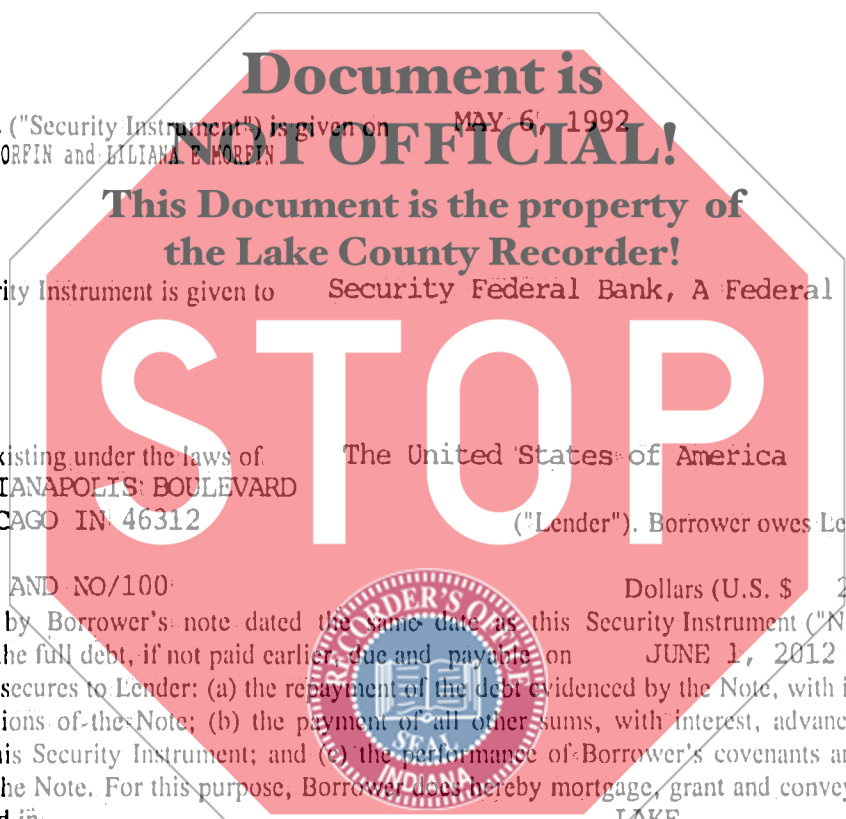 Document is
("Security Instrument") is given on MAY 6, 1992
NOT OFFICIAL!
ORFIN and LILIANA E MORFIN
This Document is the property of
the Lake County Recorder!
ity Instrument is given to Security Federal Bank, A Federal
STOP
xisting under the laws of The United States of America
IANAPOLIS BOULEVARD
CAGO IN 46312 ("Lender"). Borrower owes Le
AND NO/100 Dollars (U.S. $ 2
by Borrower's note dated the same date as this Security Instrument ("N
he full debt, if not paid earlier, due and payable on JUNE 1, 2012
secures to Lender: (a) the repayment of the debt evidenced by the Note, with i
ions of the Note; (b) the payment of all other sums, with interest, advanc
is Security Instrument; and (c) the performance of Borrower's covenants a
he Note. For this purpose, Borrower does hereby mortgage, grant and convey
d in LAKE
RECORDER'S OFFICE
SEAL
INDIANA